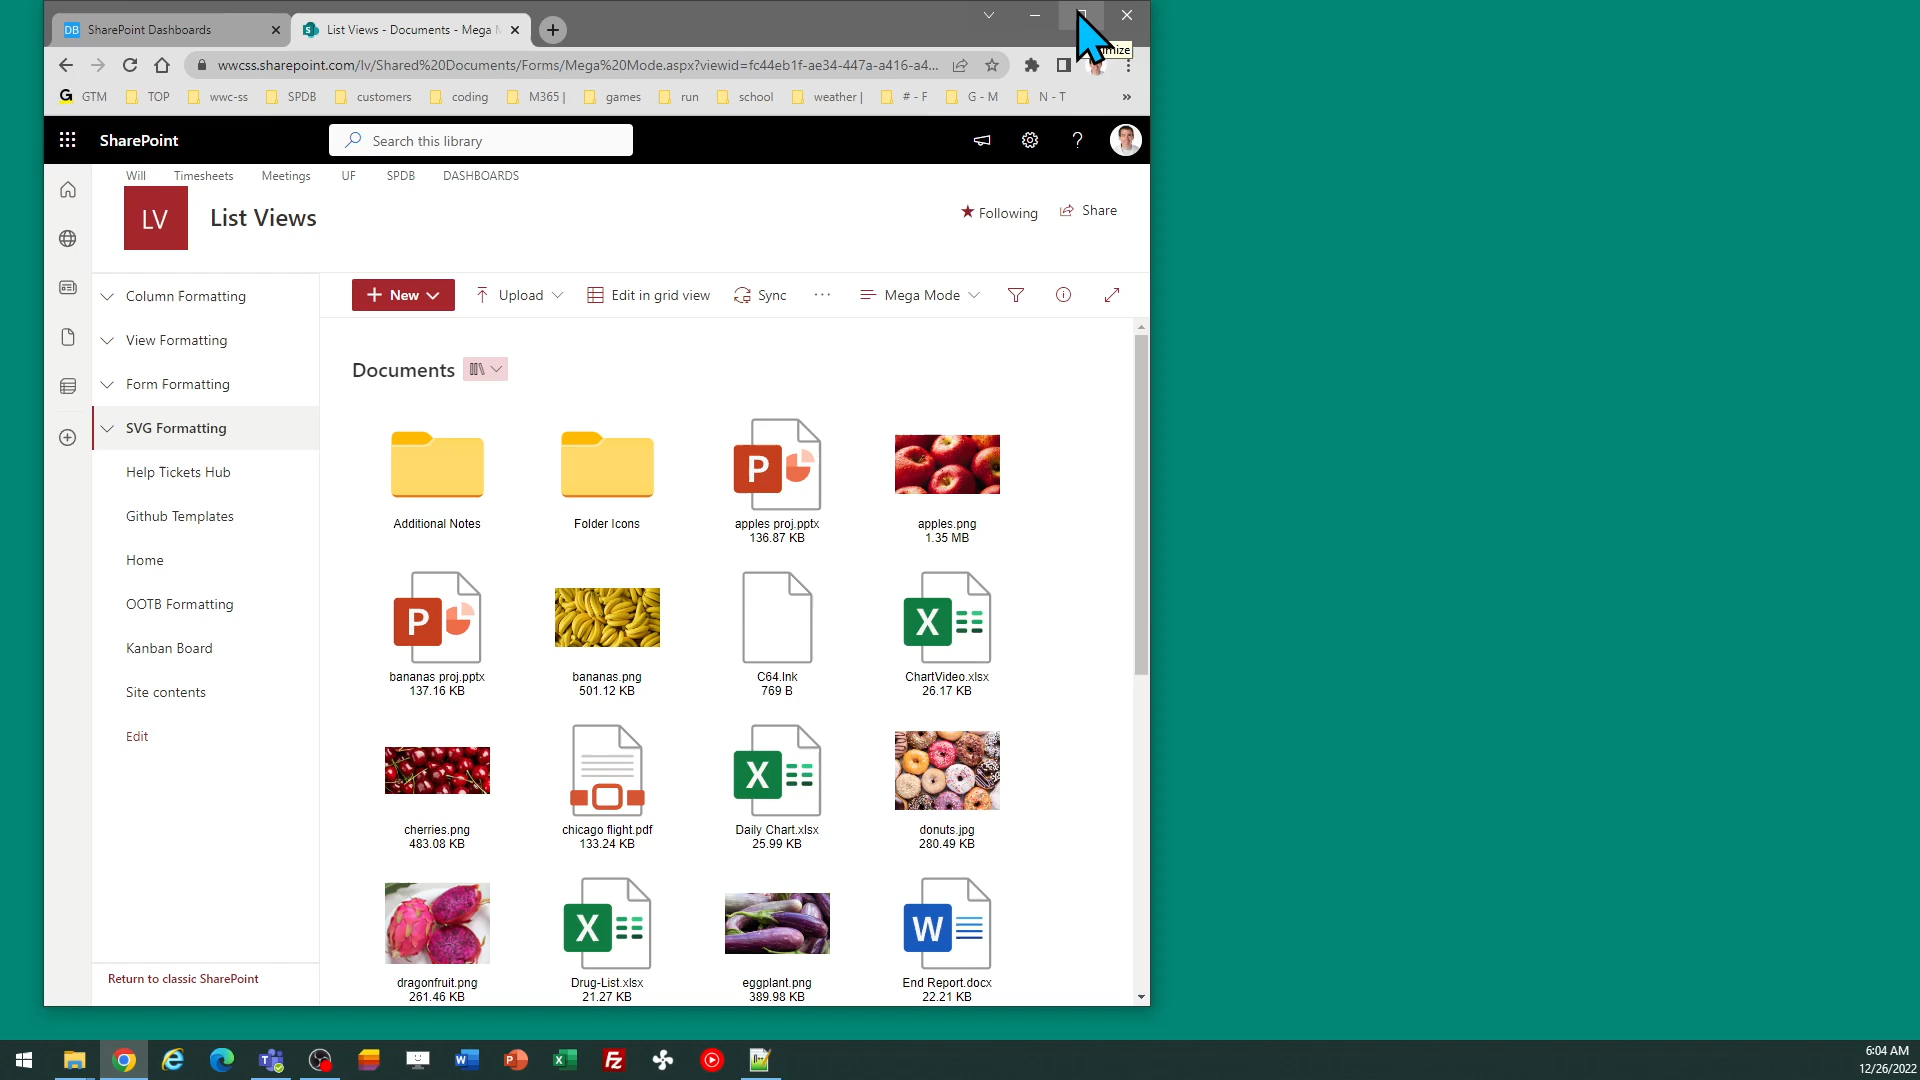 DB SharePoint Dashboards
List Views - Documents - Mega
mize
wwcss.sharepoint.com/lv/Shared%20Documents/Forms/Mega%20Mode.aspx?viewid=fc44eb1f-ae34-447a-a416-a4...
G GTM TOP wwc-ss SPDB customers coding M365 | games run school weather | # - F G - M N - T »
SharePoint Search this library ?
Will Timesheets Meetings UF SPDB DASHBOARDS
LV List Views
Following Share
Column Formatting
View Formatting
Form Formatting
SVG Formatting
Help Tickets Hub
Github Templates
Home
OOTB Formatting
Kanban Board
Site contents
Edit
Return to classic SharePoint
+ New Upload Edit in grid view Sync ... Mega Mode
Documents
Additional Notes
Folder Icons
P
apples proj.pptx
136.87 KB
apples.png
1.35 MB
P
bananas proj.pptx
137.16 KB
bananas.png
501.12 KB
C64.lnk
769 B
X
ChartVideo.xlsx
26.17 KB
cherries.png
483.08 KB
chicago flight.pdf
133.24 KB
X
Daily Chart.xlsx
25.99 KB
donuts.jpg
280.49 KB
dragonfruit.png
261.46 KB
X
Drug-List.xlsx
21.27 KB
eggplant.png
389.98 KB
W
End Report.docx
22.21 KB
6:04 AM
12/26/2022